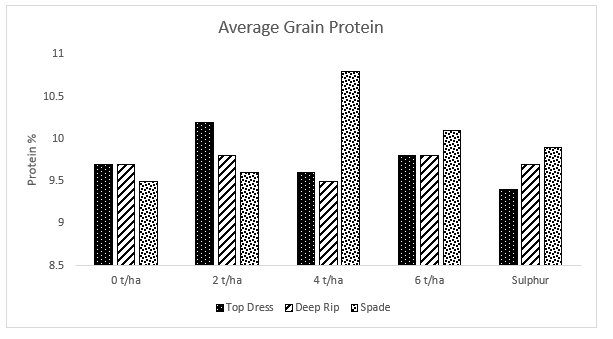 Average Grain Protein
11
10.5
10
9.5
9
8.5
Protein %
0 t/ha 2 t/ha 4 t/ha 6 t/ha Sulphur
Top Dress Deep Rip Spade